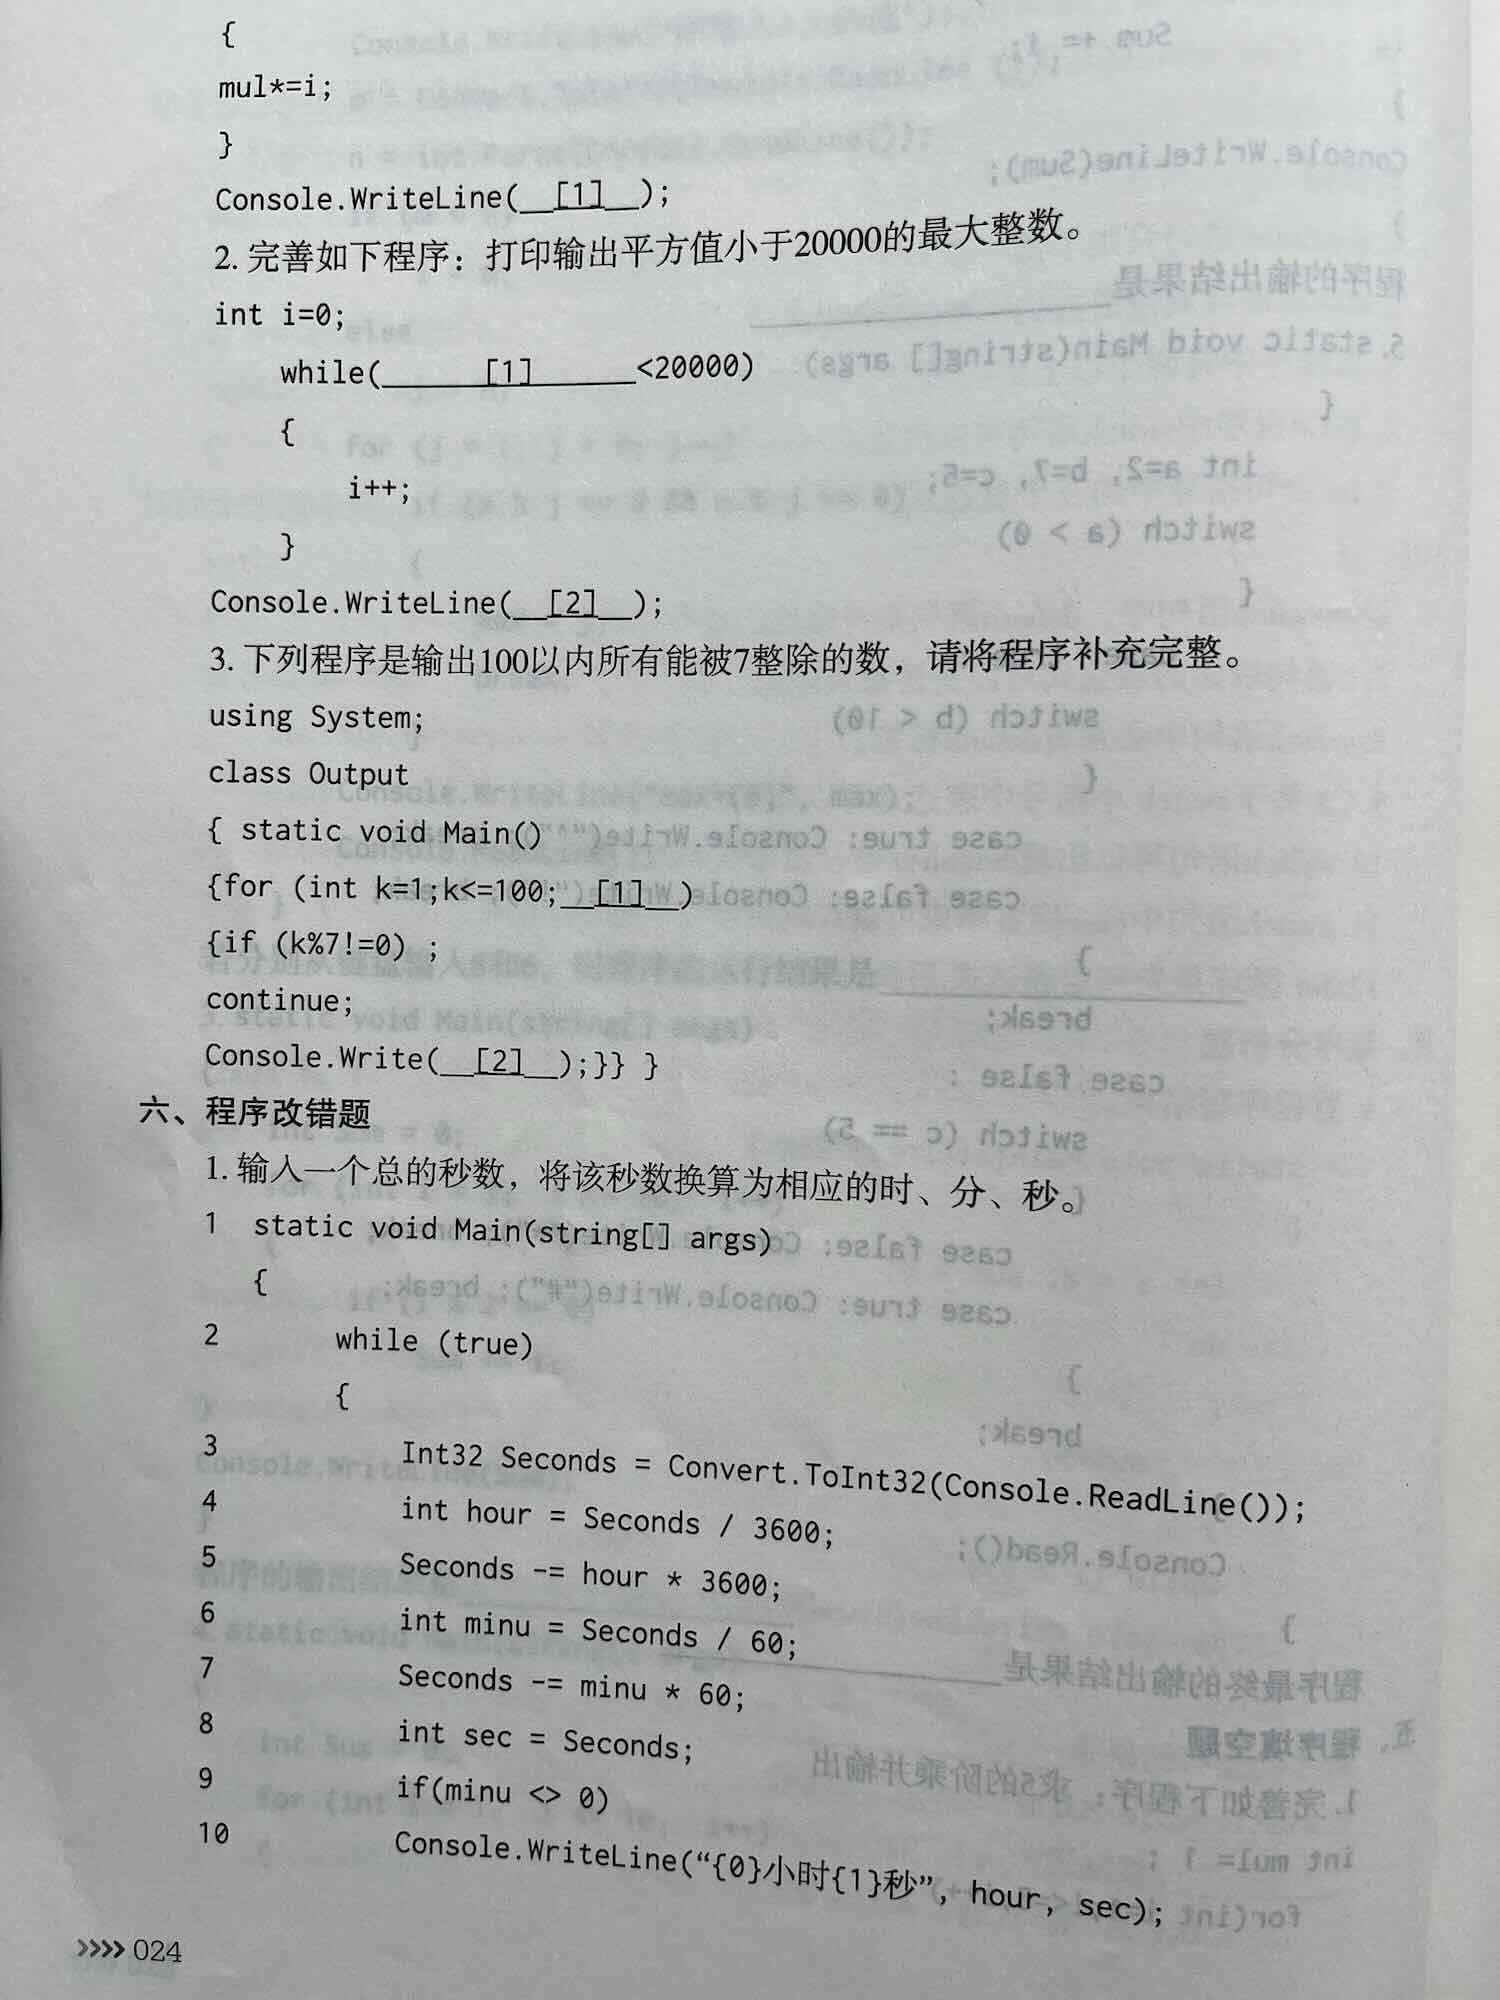 {
mul*=i;
}
Console.WriteLine(__[1]__);
2. 完善如下程序：打印输出平方值小于20000的最大整数。
int i=0;
while(______[1]______<20000)
{
i++;
}
Console.WriteLine(__[2]__);
3. 下列程序是输出100以内所有能被7整除的数，请将程序补充完整。
using System;
class Output
{ static void Main()
{for (int k=1;k<=100;__[1]__)
{if (k%7!=0) ;
continue;
Console.Write(__[2]__);}} }
六、程序改错题
1. 输入一个总的秒数，将该秒数换算为相应的时、分、秒。
1 static void Main(string[] args)
{
2 while (true)
{
3 Int32 Seconds = Convert.ToInt32(Console.ReadLine());
4 int hour = Seconds / 3600;
5 Seconds -= hour * 3600;
6 int minu = Seconds / 60;
7 Seconds -= minu * 60;
8 int sec = Seconds;
9 if(minu <> 0)
10 Console.WriteLine(“{0}小时{1}秒”, hour, sec);
>>>> 024